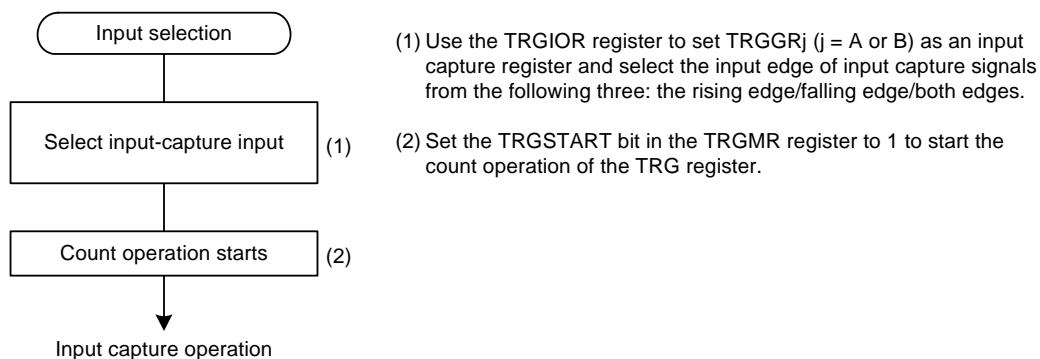 Input selection
Select input-capture input
(1)
Count operation starts
(2)
Input capture operation
(1) Use the TRGIOR register to set TRGGRj (j = A or B) as an input
capture register and select the input edge of input capture signals
from the following three: the rising edge/falling edge/both edges.
(2) Set the TRGSTART bit in the TRGMR register to 1 to start the
count operation of the TRG register.